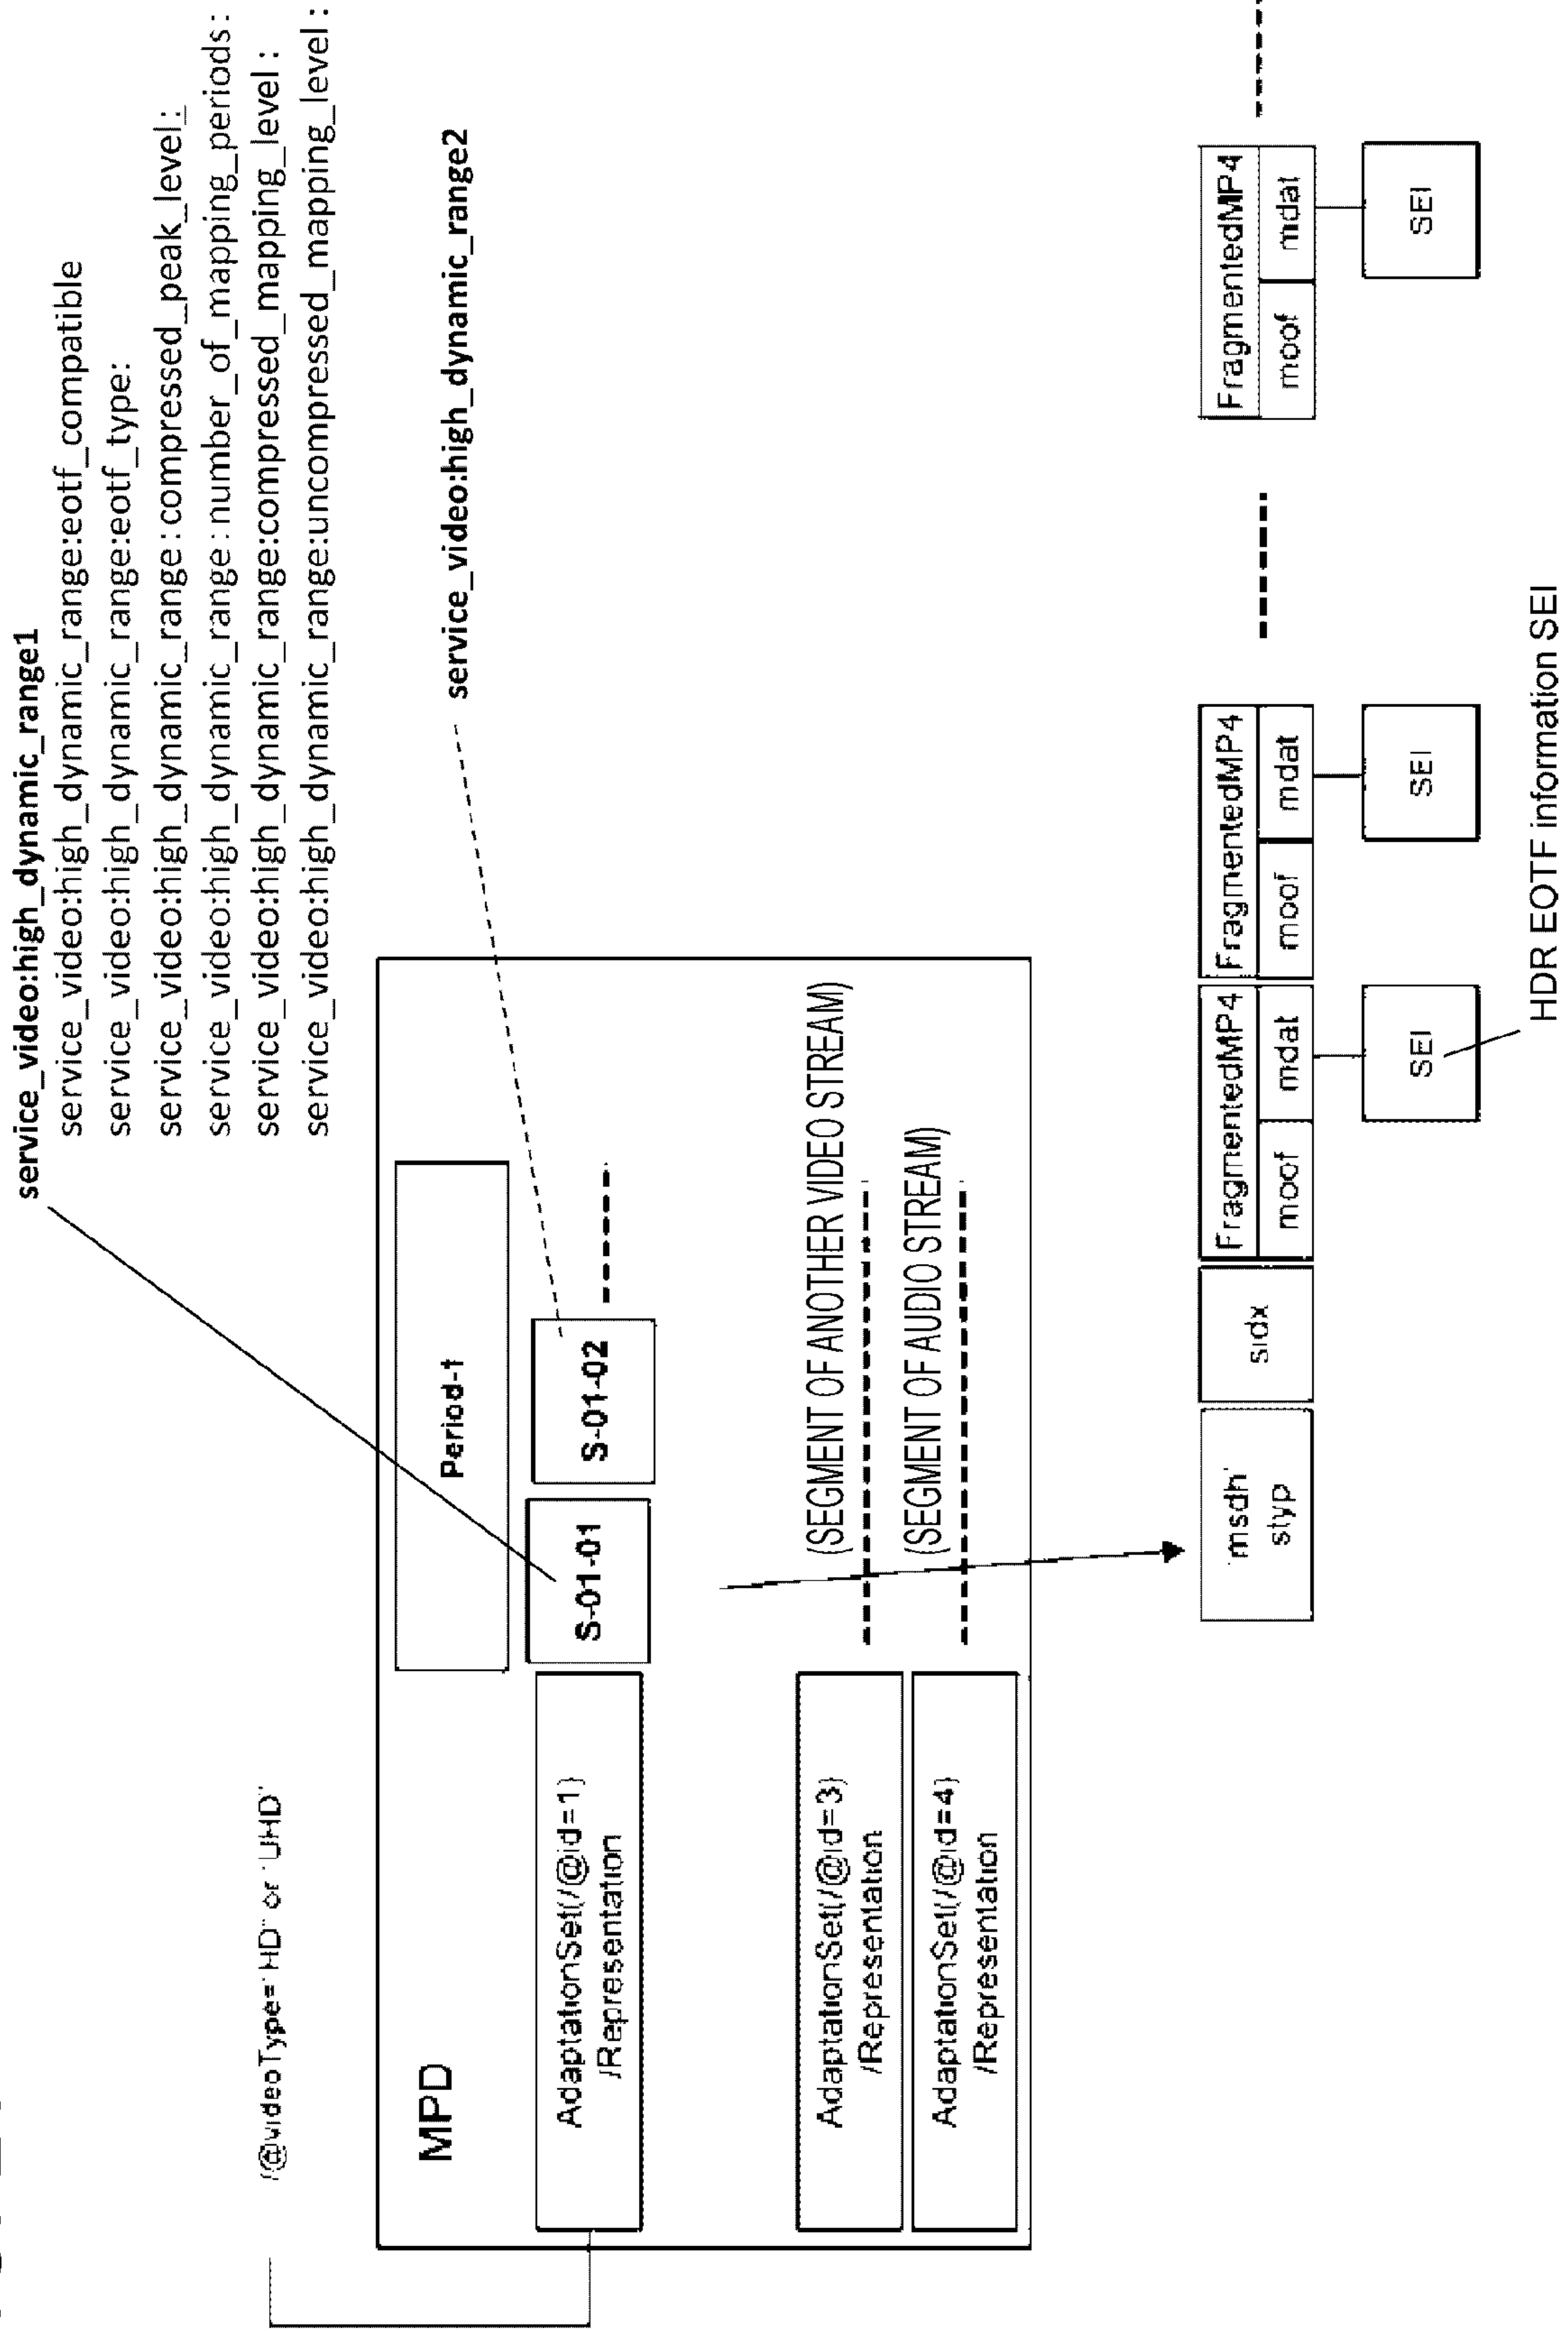 service_video:high_dynamic_range1
service_video:high_dynamic_range:eotf_compatible
service_video:high_dynamic_range:eotf_type:
service_video:high_dynamic_range:compressed_peak_level:
service_video:high_dynamic_range:number_of_mapping_periods:
service_video:high_dynamic_range:compressed_mapping_level:
service_video:high_dynamic_range:uncompressed_mapping_level:
/@videoType="HD" or "UHD"
service_video:high_dynamic_range2
MPD
Period-1
AdaptationSet(/@id=1)
/Representation
S-01-01
S-01-02
AdaptationSet(/@id=3)
/Representation
(SEGMENT OF ANOTHER VIDEO STREAM)
AdaptationSet(/@id=4)
/Representation
(SEGMENT OF AUDIO STREAM)
'msdh'
styp
sidx
FragmentedMP4
moof
mdat
FragmentedMP4
moof
mdat
FragmentedMP4
moof
mdat
SEI
SEI
SEI
HDR EOTF information SEI